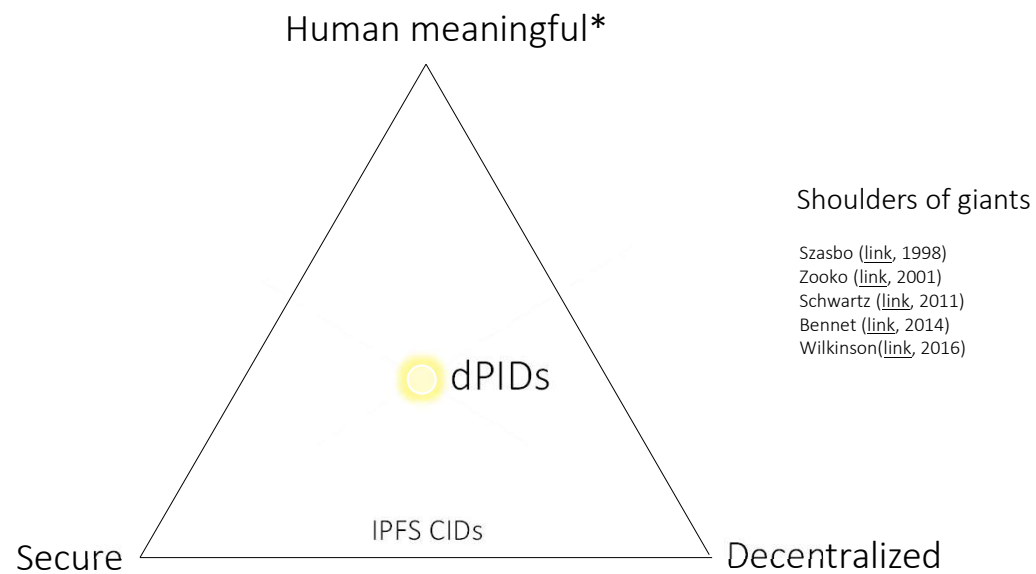 Human meaningful*
Shoulders of giants
Szasbo (link, 1998)
Zooko (link, 2001)
Schwartz (link, 2011)
Bennet (link, 2014)
Wilkinson(link, 2016)
dPIDs
IPFS CIDs
Secure
Decentralized